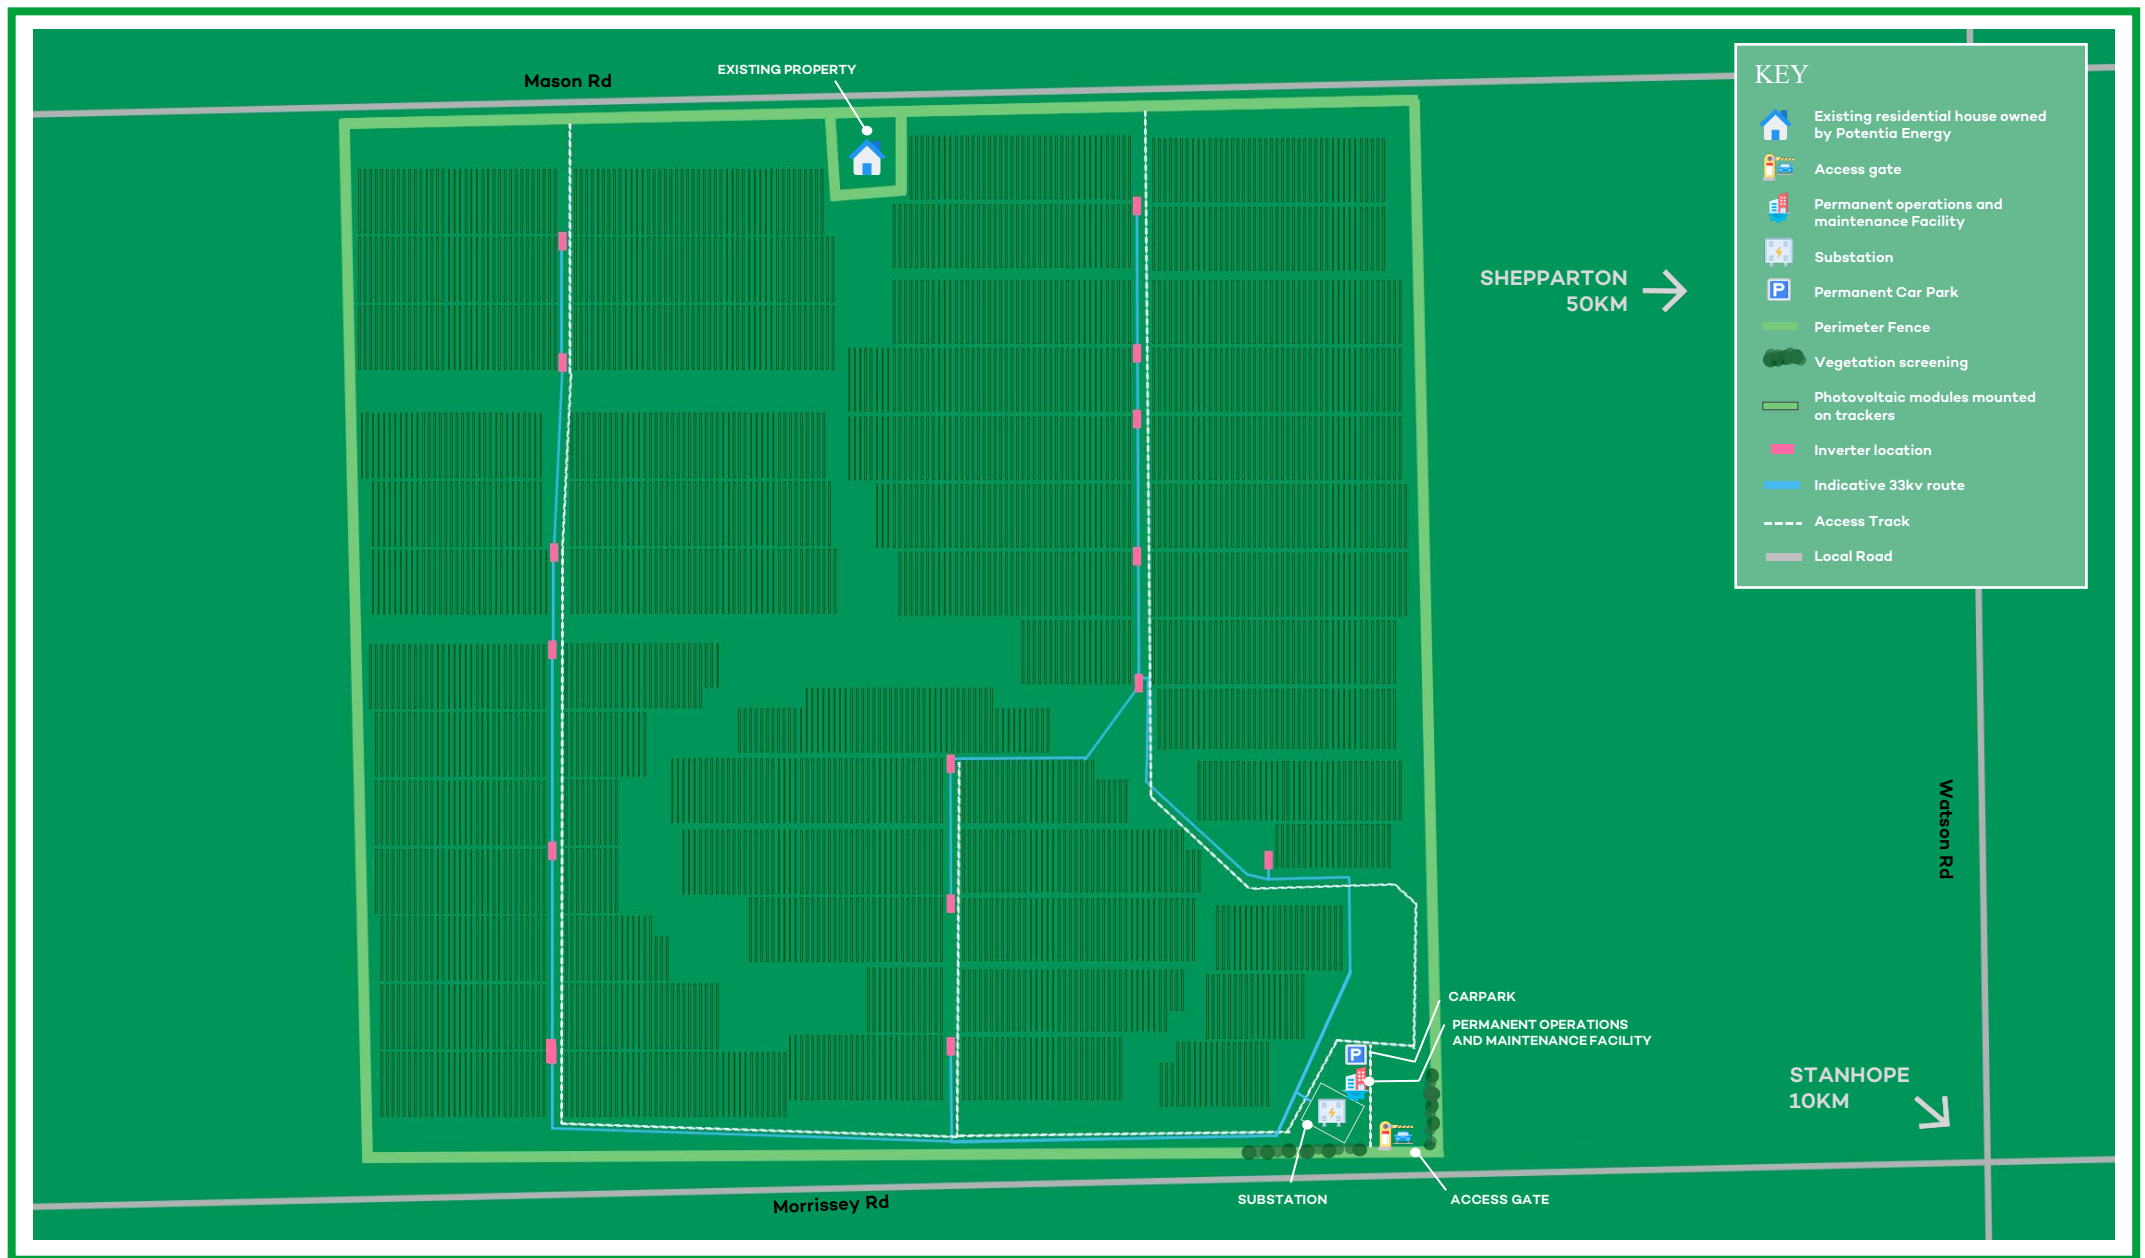 Mason Rd
EXISTING PROPERTY
KEY
Existing residential house owned
by Potentia Energy
Access gate
Permanent operations and
maintenance Facility
Substation
P
Permanent Car Park
Perimeter Fence
Vegetation screening
Photovoltaic modules mounted
on trackers
Inverter location
Indicative 33kv route
Access Track
Local Road
SHEPPARTON
50KM
Watson Rd
CARPARK
PERMANENT OPERATIONS
AND MAINTENANCE FACILITY
P
STANHOPE
10KM
SUBSTATION
ACCESS GATE
Morrissey Rd